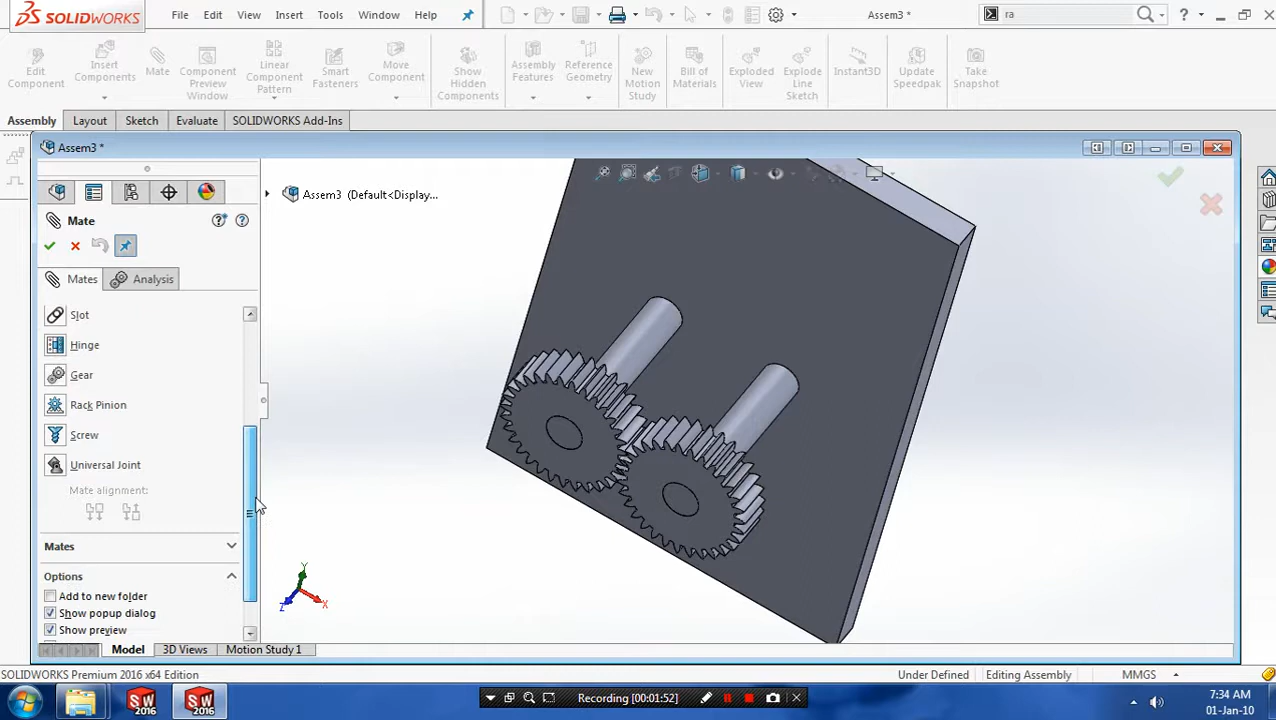 SOLIDWORKS File Edit View Insert Tools Window Help Assem3 * ra
Edit Component
Insert Components
Mate
Component Preview Window
Linear Component Pattern
Smart Fasteners
Move Component
Show Hidden Components
Assembly Features
Reference Geometry
New Motion Study
Bill of Materials
Exploded View
Explode Line Sketch
Instant3D
Update Speedpak
Take Snapshot
Assembly Layout Sketch Evaluate SOLIDWORKS Add-Ins
Assem3 *
Assem3 (Default<Display...
Mate
Mates Analysis
Slot
Hinge
Gear
Rack Pinion
Screw
Universal Joint
Mate alignment:
Mates
Options
Add to new folder
Show popup dialog
Show preview
Y
X
Z
Model 3D Views Motion Study 1
SOLIDWORKS Premium 2016 x64 Edition Under Defined Editing Assembly MMGS
SW 2016
SW 2016
Recording [00:01:52]
7:34 AM
01-Jan-10